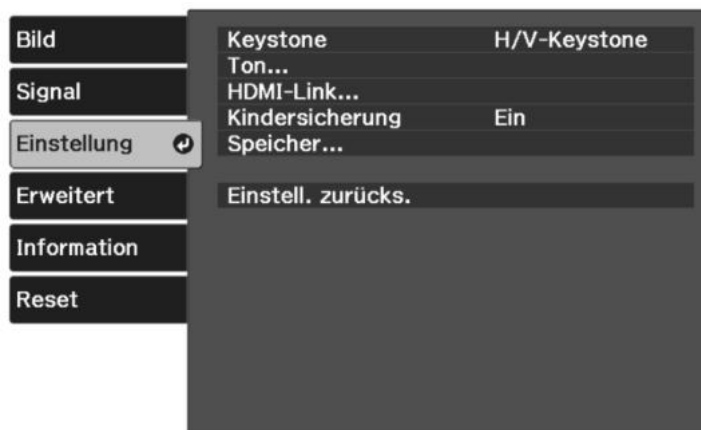 Bild
Signal
Einstellung
Erweitert
Information
Reset
Keystone H/V-Keystone
Ton...
HDMI-Link...
Kindersicherung Ein
Speicher...
Einstell. zurücks.